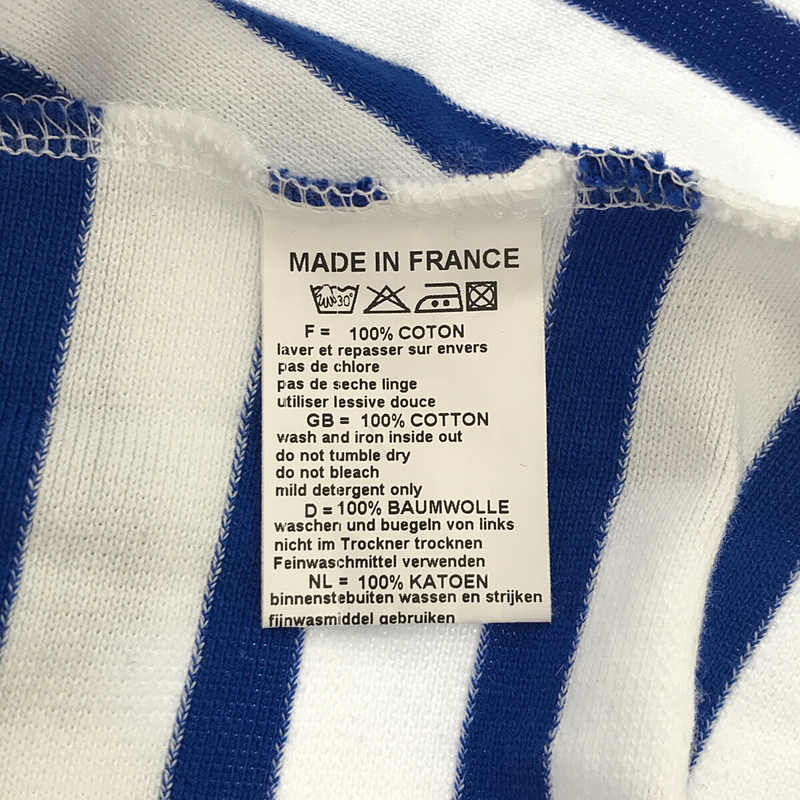 MADE IN FRANCE
30°
F = 100% COTON
laver et repasser sur envers
pas de chlore
pas de seche linge
utiliser lessive douce
GB = 100% COTTON
wash and iron inside out
do not tumble dry
do not bleach
mild detergent only
D = 100% BAUMWOLLE
waschen und buegeln von links
nicht im Trockner trocknen
Feinwaschmittel verwenden
NL = 100% KATOEN
binnenstebuiten wassen en strijken
fijnwasmiddel gebruiken